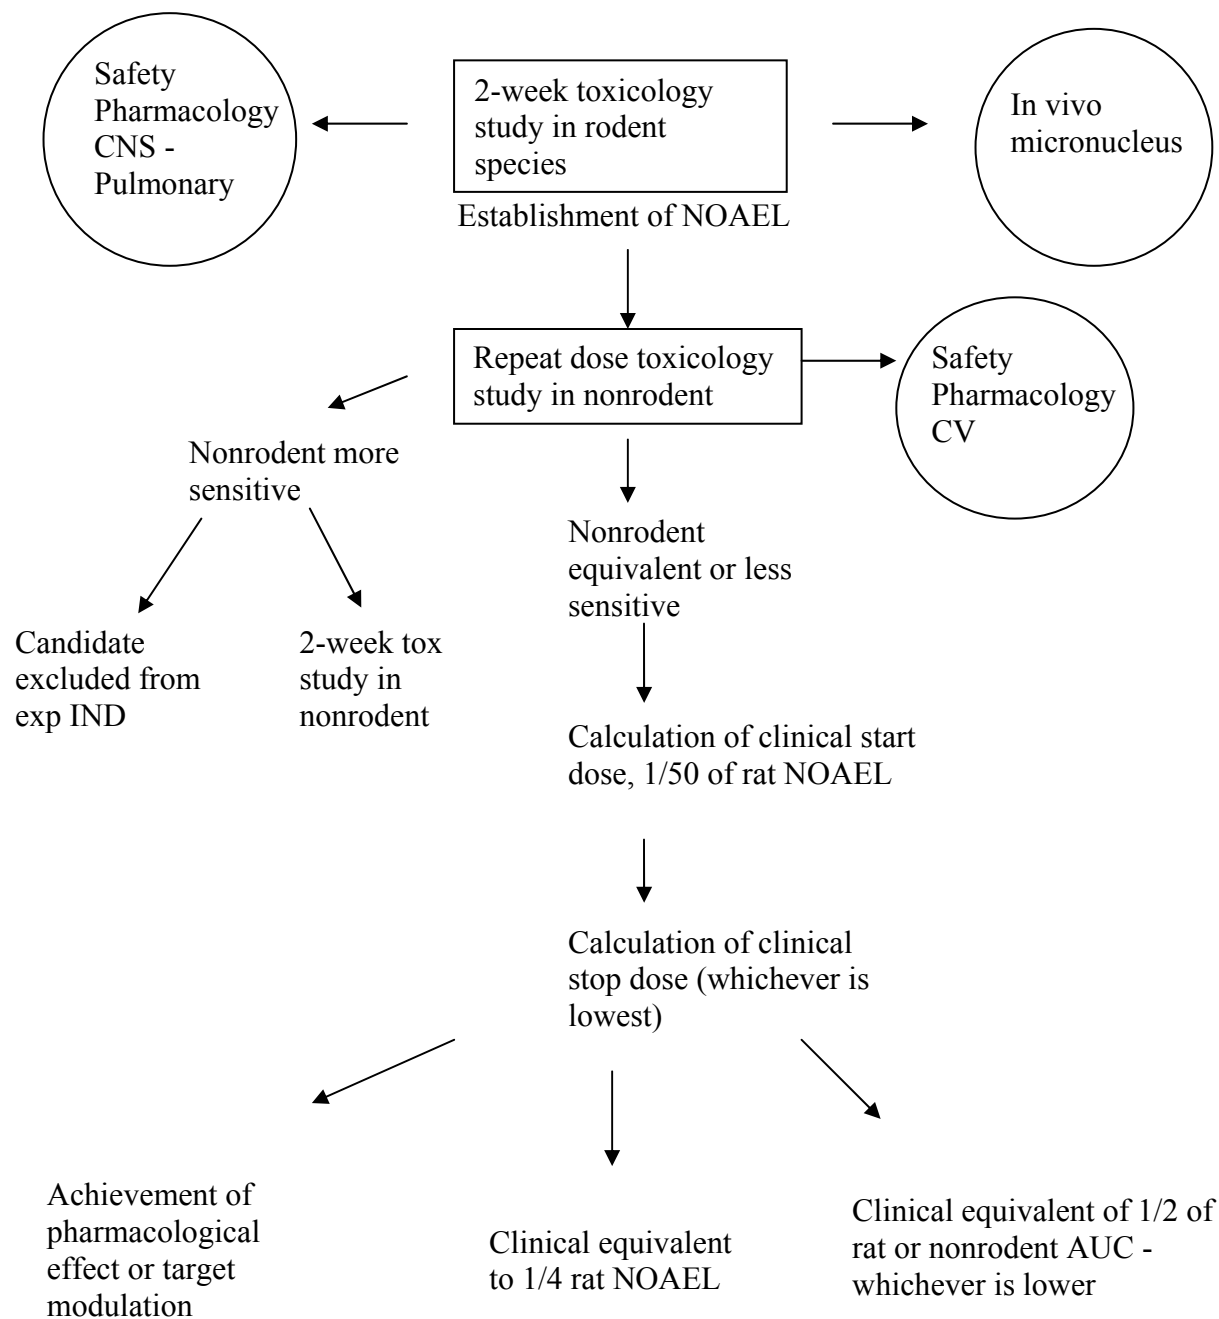 Safety
Pharmacology
CNS -
Pulmonary
2-week toxicology
study in rodent
species
In vivo
micronucleus
Establishment of NOAEL
Repeat dose toxicology
study in nonrodent
Safety
Pharmacology
CV
Nonrodent more
sensitive
Nonrodent
equivalent or less
sensitive
Candidate
excluded from
exp IND
2-week tox
study in
nonrodent
Calculation of clinical start
dose, 1/50 of rat NOAEL
Calculation of clinical
stop dose (whichever is
lowest)
Achievement of
pharmacological
effect or target
modulation
Clinical equivalent
to 1/4 rat NOAEL
Clinical equivalent of 1/2 of
rat or nonrodent AUC -
whichever is lower